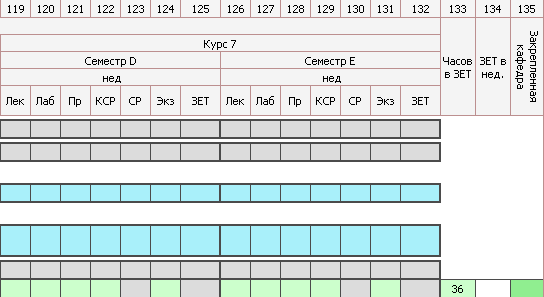 119 120 121 122 123 124 125 126 127 128 129 130 131 132 133 134 135
Курс 7
Семестр D Семестр E
нед нед
Лек Лаб Пр КСР СР Экз ЗЕТ Лек Лаб Пр КСР СР Экз ЗЕТ
Часов
в ЗЕТ
ЗЕТ в
нед.
Закрепленная
кафедра
36